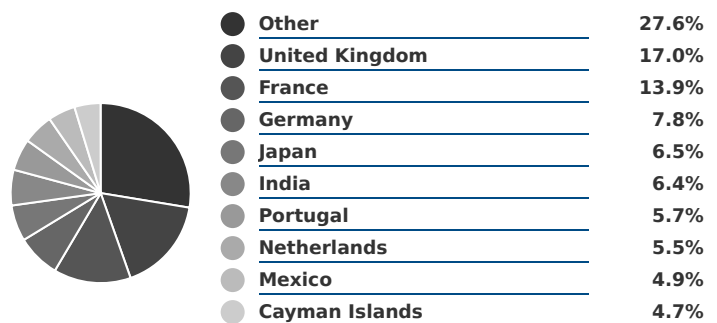 Other 27.6%
United Kingdom 17.0%
France 13.9%
Germany 7.8%
Japan 6.5%
India 6.4%
Portugal 5.7%
Netherlands 5.5%
Mexico 4.9%
Cayman Islands 4.7%